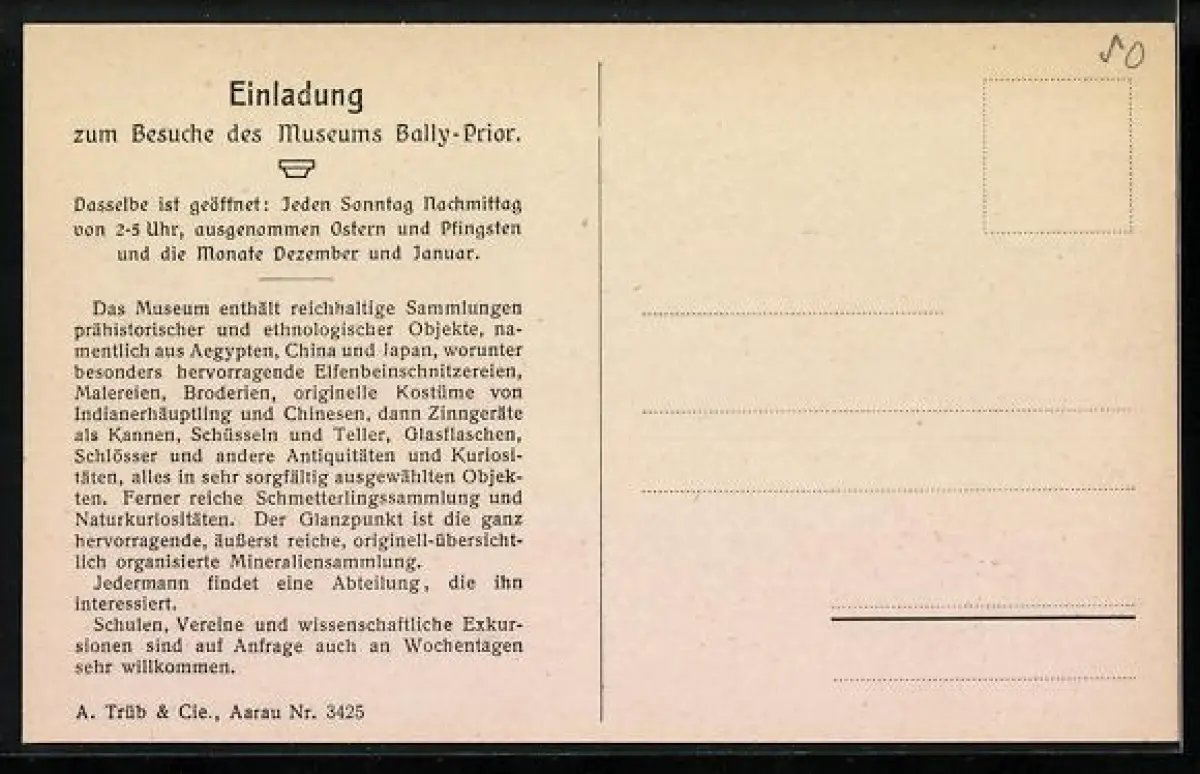 Einladung
zum Besuche des Museums Bally-Prior.
Dasselbe ist geöffnet: Jeden Sonntag Nachmittag
von 2-5 Uhr, ausgenommen Ostern und Pfingsten
und die Monate Dezember und Januar.
Das Museum enthält reichhaltige Sammlungen
prähistorischer und ethnologischer Objekte, na-
mentlich aus Aegypten, China und Japan, worunter
besonders hervorragende Elfenbeinschnitzereien,
Malereien, Broderien, originelle Kostüme von
Indianerhäuptling und Chinesen, dann Zinngeräte
als Kannen, Schüsseln und Teller, Glasflaschen,
Schlösser und andere Antiquitäten und Kuriosi-
täten, alles in sehr sorgfältig ausgewählten Objek-
ten. Ferner reiche Schmetterlingssammlung und
Naturkuriositäten. Der Glanzpunkt ist die ganz
hervorragende, äußerst reiche, originell-übersicht-
lich organisierte Mineraliensammlung.
Jedermann findet eine Abteilung, die ihn
interessiert.
Schulen, Vereine und wissenschaftliche Exkur-
sionen sind auf Anfrage auch an Wochentagen
sehr willkommen.
A. Trüb & Cie., Aarau Nr. 3425